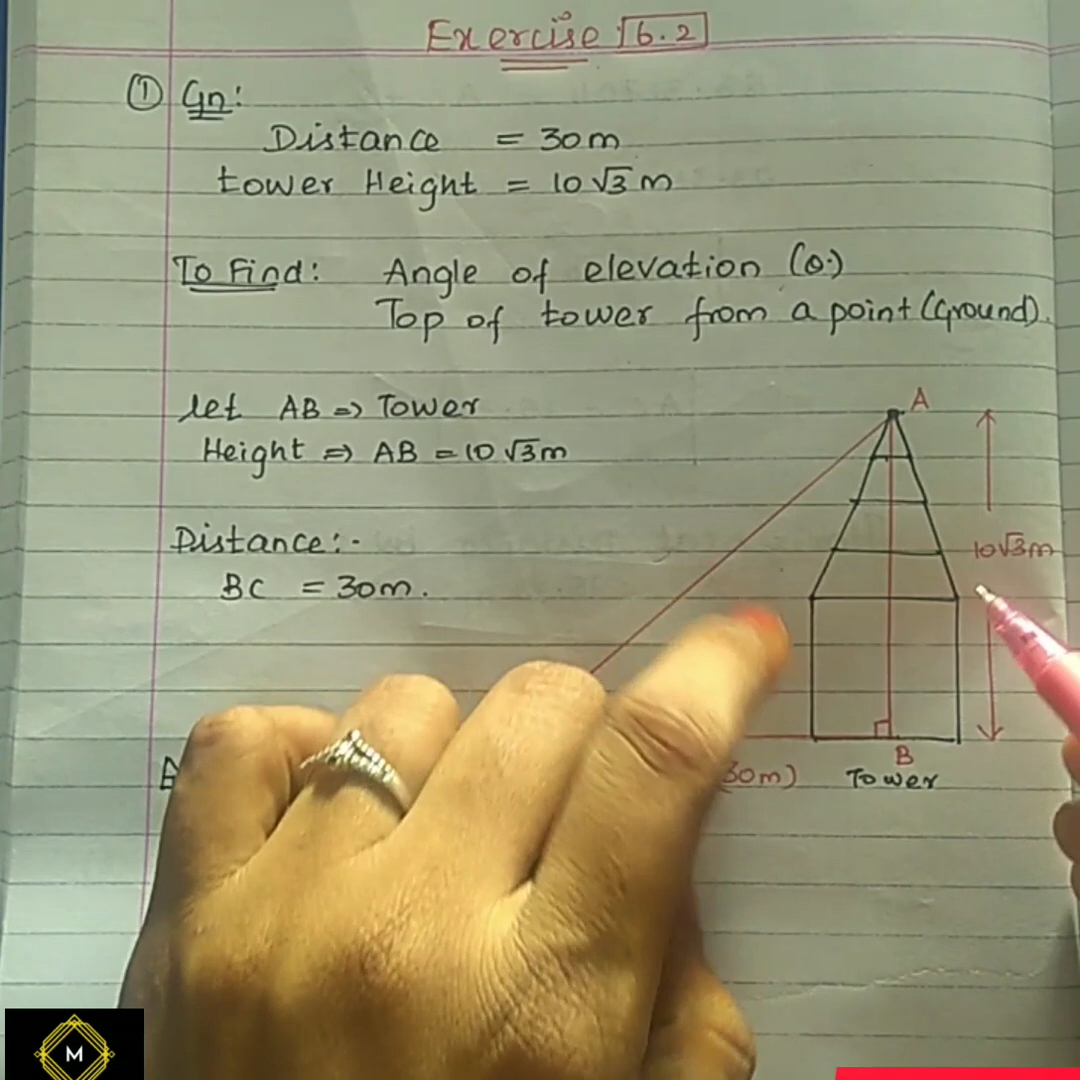 Exercise 6.2
① Gn:
Distance = 30m
tower Height = 10√3 m
To Find: Angle of elevation (θ)
Top of tower from a point (Ground).
let AB ⇒ Tower
Height ⇒ AB = 10√3m
Distance:-
BC = 30m.
A
10√3m
B
30m) Tower
M